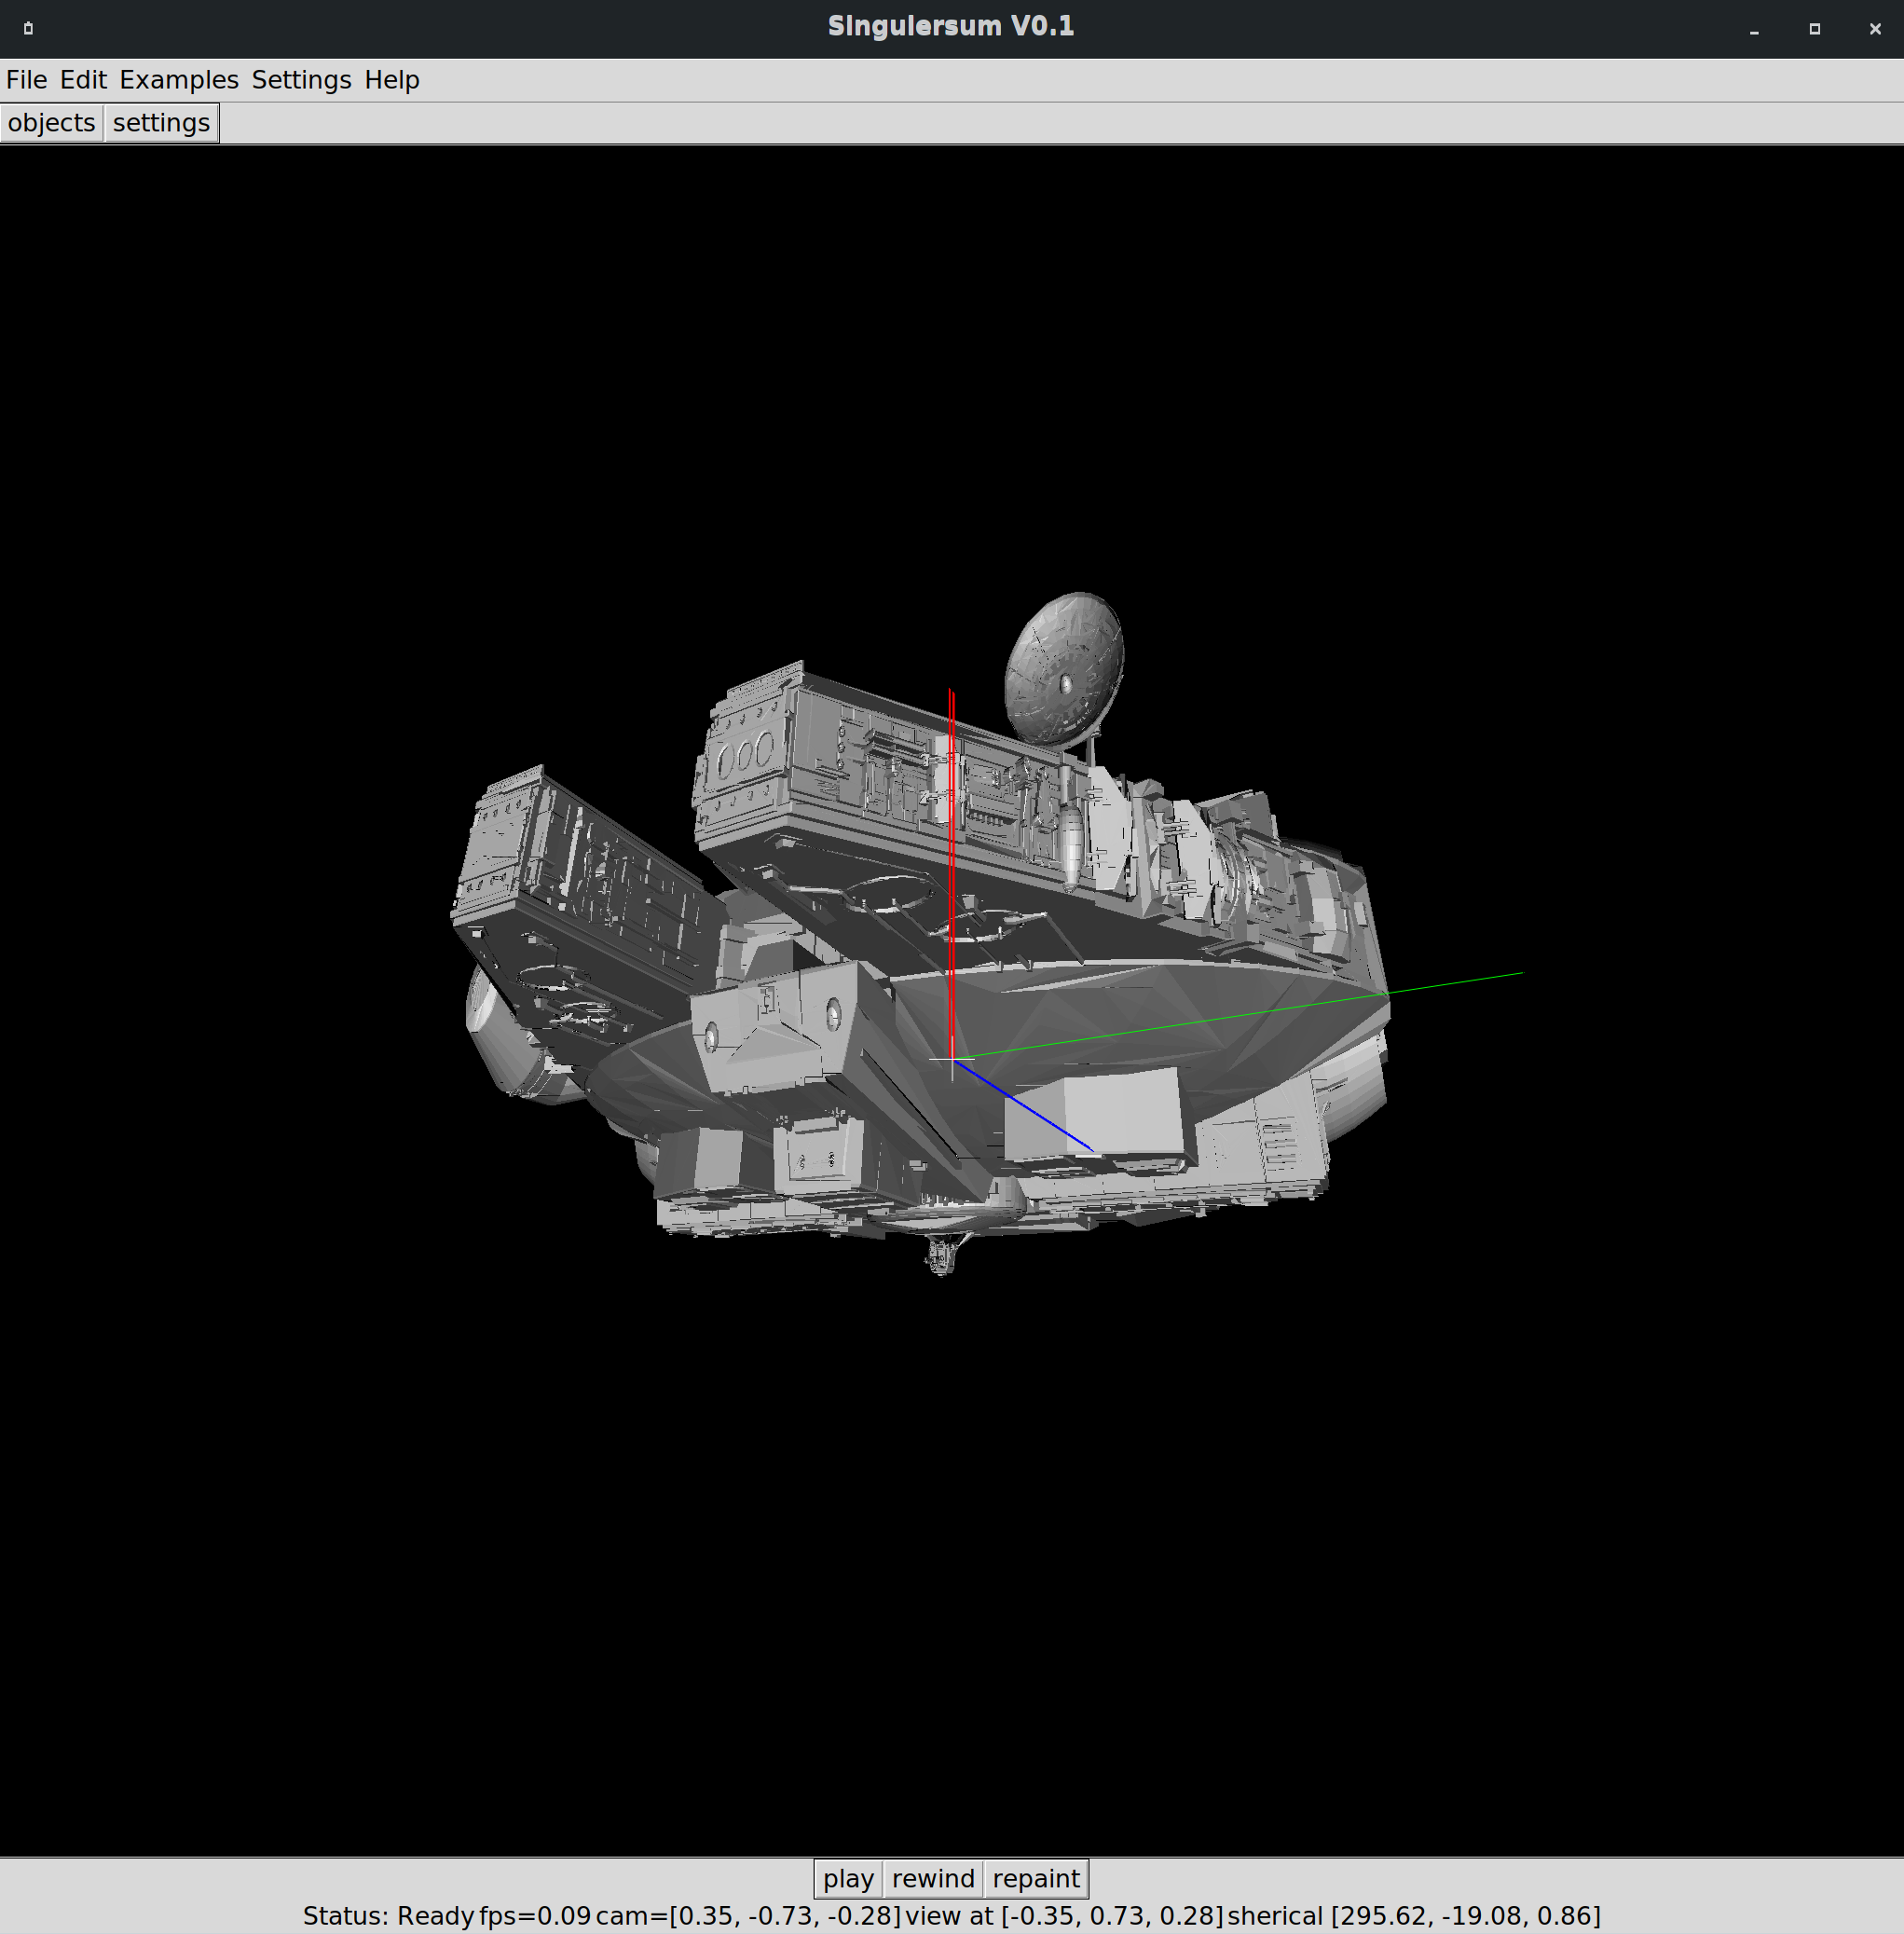 Singulersum V0.1
File Edit Examples Settings Help
objects settings
play rewind repaint
Status: Ready fps=0.09 cam=[0.35, -0.73, -0.28] view at [-0.35, 0.73, 0.28] sherical [295.62, -19.08, 0.86]